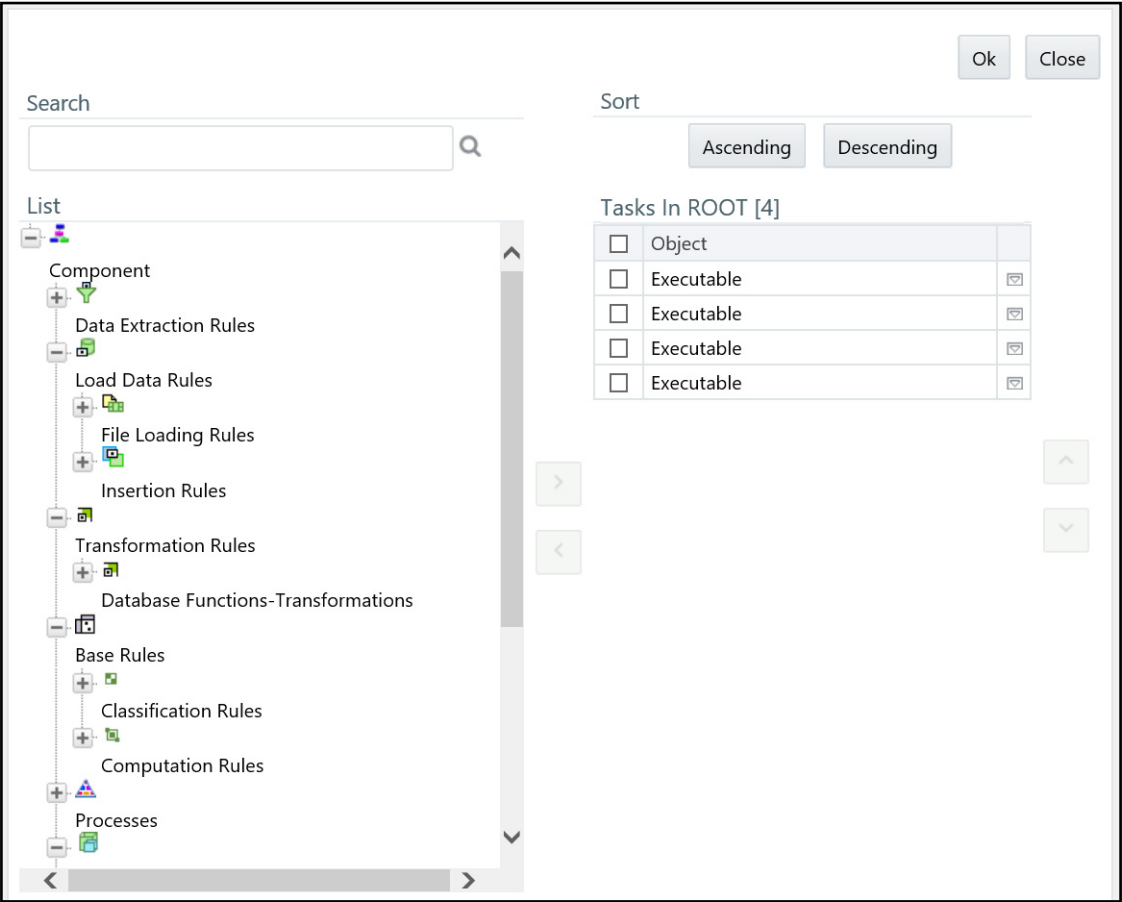 Ok Close
Search
Sort
Ascending Descending
List
Tasks In ROOT [4]
Object
Executable
Executable
Executable
Executable
Component
Data Extraction Rules
Load Data Rules
File Loading Rules
Insertion Rules
Transformation Rules
Database Functions-Transformations
Base Rules
Classification Rules
Computation Rules
Processes